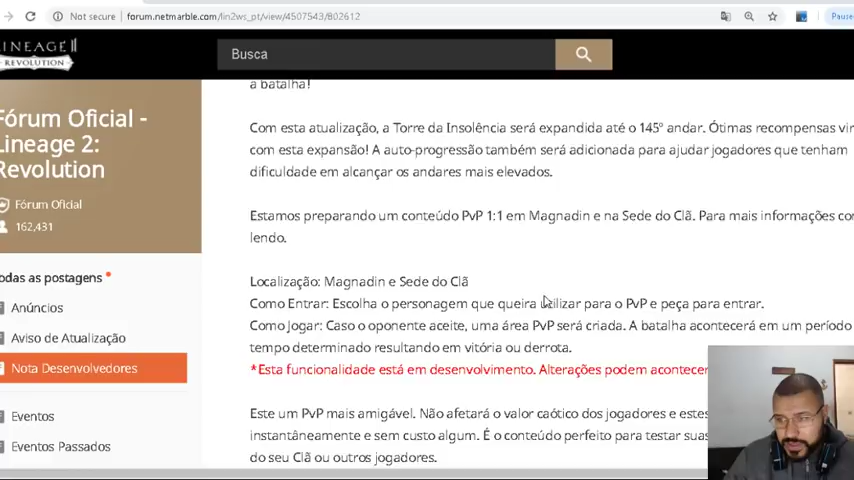 Not secure
forum.netmarble.com/lin2ws_pt/view/4507543/802612
Pause
LINEAGE II
REVOLUTION
Busca
Fórum Oficial -
Lineage 2:
Revolution
Fórum Oficial
162,431
odas as postagens
Anúncios
Aviso de Atualização
Nota Desenvolvedores
Eventos
Eventos Passados
a batalha!
Com esta atualização, a Torre da Insolência será expandida até o 145º andar. Ótimas recompensas vir
com esta expansão! A auto-progressão também será adicionada para ajudar jogadores que tenham
dificuldade em alcançar os andares mais elevados.
Estamos preparando um conteúdo PvP 1:1 em Magnadin e na Sede do Clã. Para mais informações co
lendo.
Localização: Magnadin e Sede do Clã
Como Entrar: Escolha o personagem que queira utilizar para o PvP e peça para entrar.
Como Jogar: Caso o oponente aceite, uma área PvP será criada. A batalha acontecerá em um período
tempo determinado resultando em vitória ou derrota.
*Esta funcionalidade está em desenvolvimento. Alterações podem acontecer
Este um PvP mais amigável. Não afetará o valor caótico dos jogadores e estes
instantâneamente e sem custo algum. É o conteúdo perfeito para testar suas
do seu Clã ou outros jogadores.